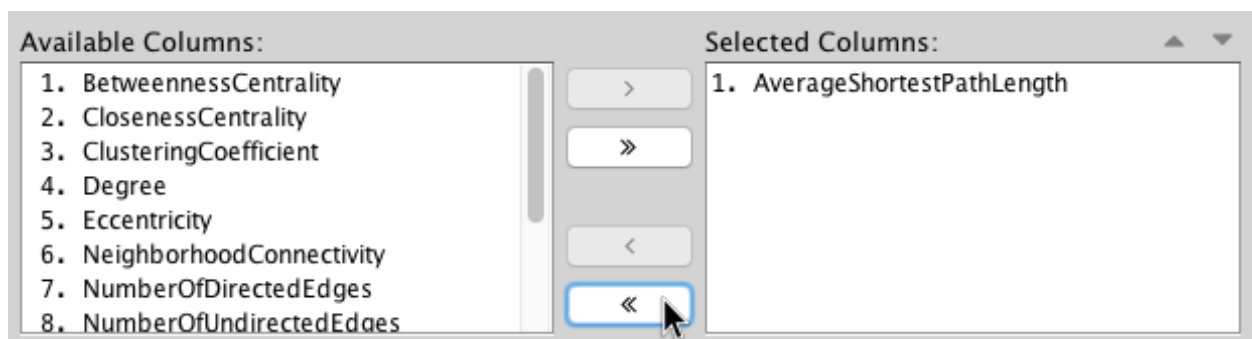 Available Columns:
1. BetweennessCentrality
2. ClosenessCentrality
3. ClusteringCoefficient
4. Degree
5. Eccentricity
6. NeighborhoodConnectivity
7. NumberOfDirectedEdges
8. NumberOfUndirectedEdges
>
»
<
«
Selected Columns:
1. AverageShortestPathLength